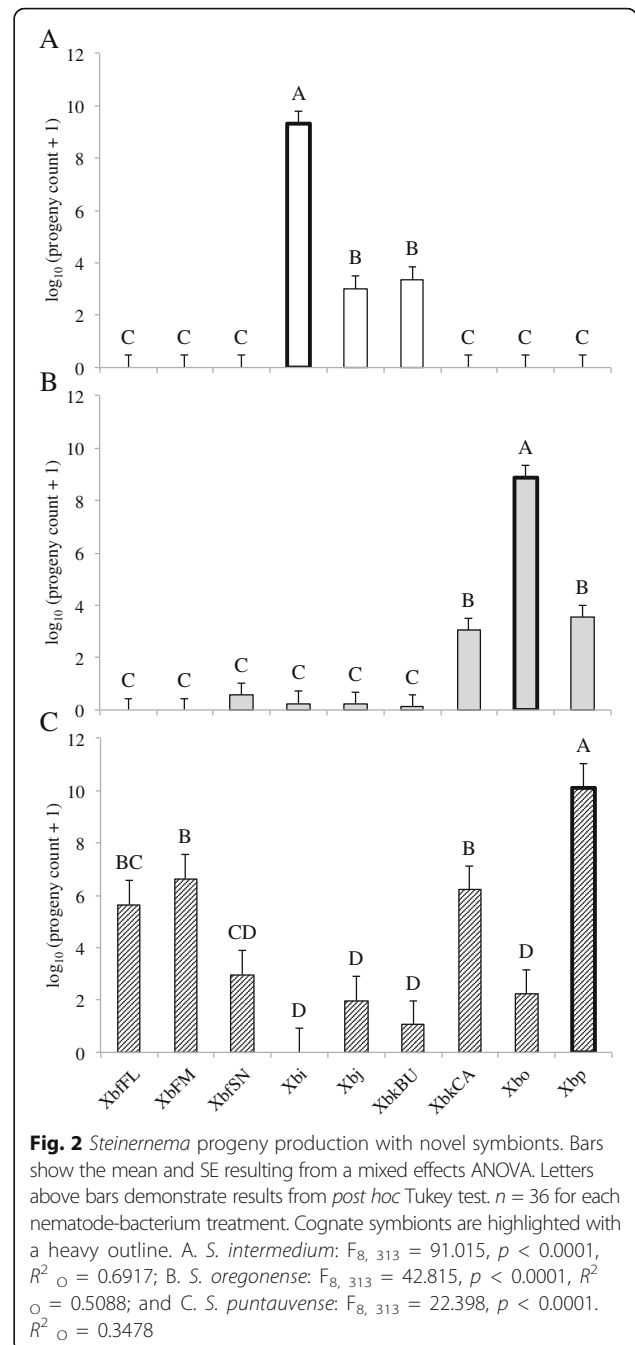 A
log10 (progeny count + 1)
12
10
8
6
4
2
0
C C C A B B C C C
B
log10 (progeny count + 1)
12
10
8
6
4
2
0
C C C C C C B A B
C
log10 (progeny count + 1)
12
10
8
6
4
2
0
BC B CD D D D B D A
XbfFL XbFM XbfSN Xbi Xbj XbkBU XbkCA Xbo Xbp
Fig. 2 Steinernema progeny production with novel symbionts. Bars
show the mean and SE resulting from a mixed effects ANOVA. Letters
above bars demonstrate results from post hoc Tukey test. n = 36 for each
nematode-bacterium treatment. Cognate symbionts are highlighted with
a heavy outline. A. S. intermedium: F8, 313 = 91.015, p < 0.0001,
R2 O = 0.6917; B. S. oregonense: F8, 313 = 42.815, p < 0.0001, R2
O = 0.5088; and C. S. puntauvense: F8, 313 = 22.398, p < 0.0001.
R2 O = 0.3478